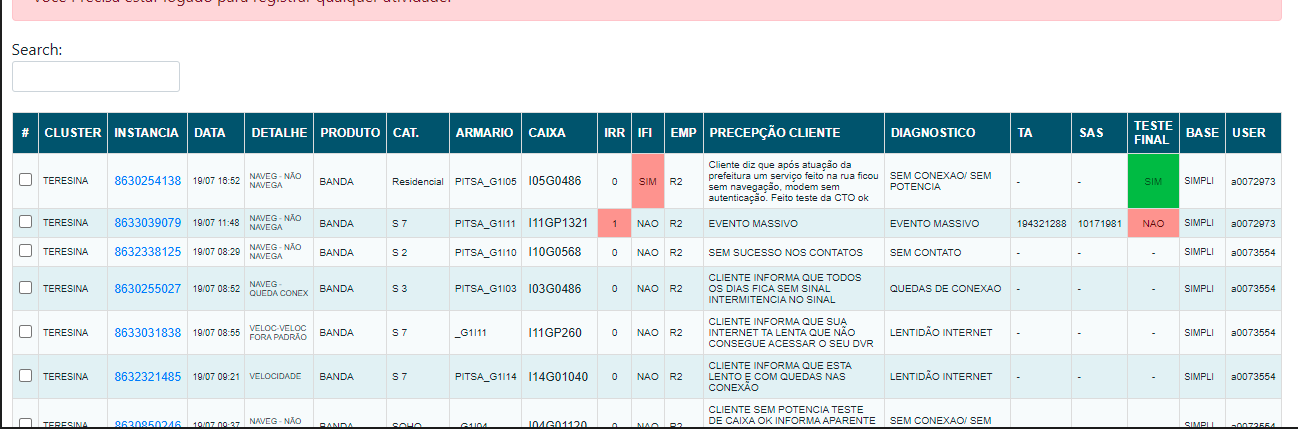 Você Precisa estar logado para registrar qualquer atividade!
Search:
# CLUSTER INSTANCIA DATA DETALHE PRODUTO CAT. ARMARIO CAIXA IRR IFI EMP PRECEPÇÃO CLIENTE DIAGNOSTICO TA SAS TESTE FINAL BASE USER
TERESINA 8630254138 19/07 16:52 NAVEG - NÃO NAVEGA BANDA Residencial PITSA_G1I05 I05G0486 0 SIM R2 Cliente diz que após atuação da prefeitura um serviço feito na rua ficou sem navegação, modem sem autenticação. Feito teste da CTO ok SEM CONEXAO/ SEM POTENCIA - - SIM SIMPLI a0072973
TERESINA 8633039079 19/07 11:48 NAVEG - NÃO NAVEGA BANDA S 7 PITSA_G1I11 I11GP1321 1 NAO R2 EVENTO MASSIVO EVENTO MASSIVO 194321288 10171981 NAO SIMPLI a0072973
TERESINA 8632338125 19/07 08:29 NAVEG - NÃO NAVEGA BANDA S 2 PITSA_G1I10 I10G0568 0 NAO R2 SEM SUCESSO NOS CONTATOS SEM CONTATO - - - SIMPLI a0073554
TERESINA 8630255027 19/07 08:52 NAVEG - QUEDA CONEX BANDA S 3 PITSA_G1I03 I03G0486 0 NAO R2 CLIENTE INFORMA QUE TODOS OS DIAS FICA SEM SINAL INTERMITENCIA NO SINAL QUEDAS DE CONEXAO - - - SIMPLI a0073554
TERESINA 8633031838 19/07 08:55 VELOC-VELOC FORA PADRÃO BANDA S 7 _G1I11 I11GP260 0 NAO R2 CLIENTE INFORMA QUE SUA INTERNET TA LENTA QUE NÃO CONSEGUE ACESSAR O SEU DVR LENTIDÃO INTERNET - - - SIMPLI a0073554
TERESINA 8632321485 19/07 09:21 VELOCIDADE BANDA S 7 PITSA_G1I14 I14G01040 0 NAO R2 CLIENTE INFORMA QUE ESTA LENTO E COM QUEDAS NAS CONEXÃO LENTIDÃO INTERNET - - - SIMPLI a0073554
TERESINA 8630850246 19/07 09:37 NAVEG - NÃO BANDA SOHO _G1I04 I04G01120 0 NAO R2 CLIENTE SEM POTENCIA TESTE DE CAIXA OK INFORMA APARENTE SEM CONEXAO/ SEM - - - SIMPLI a0073554